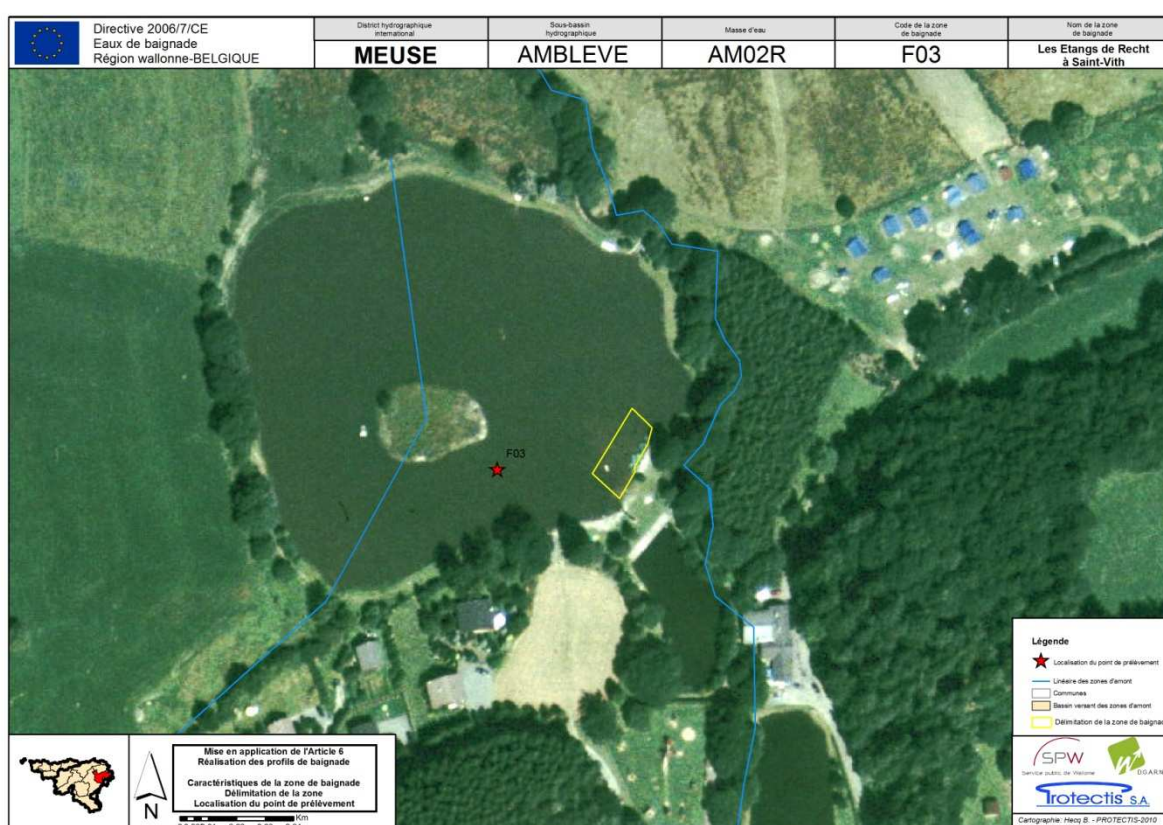 Directive 2006/7/CE
Eaux de baignade
Région wallonne-BELGIQUE
District hydrographique
international
MEUSE
Sous-bassin
hydrographique
AMBLEVE
Masse d'eau
AM02R
Code de la zone
de baignade
F03
Nom de la zone
de baignade
Les Etangs de Recht
à Saint-Vith
F03
Légende
Localisation du point de prélèvement
Linéaire des zones d'amont
Communes
Bassin versant des zones d'amont
Délimitation de la zone de baignad
N
Mise en application de l'Article 6
Réalisation des profils de baignade
Caractéristiques de la zone de baignade
Délimitation de la zone
Localisation du point de prélèvement
Km
SPW
Service public de Wallonie
D.G.A.R.N
Protectis S.A.
Cartographie: Hecq B. - PROTECTIS-2010